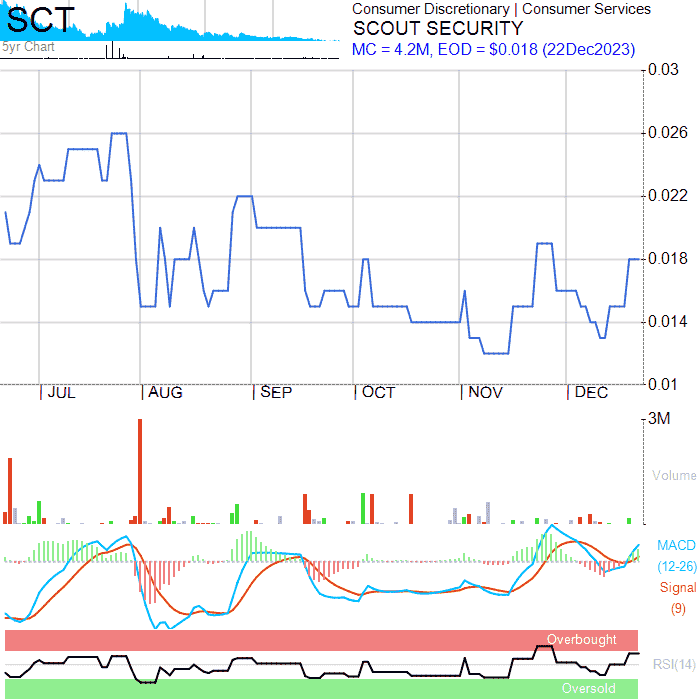 SCT
5yr Chart
Consumer Discretionary | Consumer Services
SCOUT SECURITY
MC = 4.2M, EOD = $0.018 (22Dec2023)
0.03
0.026
0.022
0.018
0.014
0.01
JUL AUG SEP OCT NOV DEC
3M
Volume
MACD
(12-26)
Signal
(9)
Overbought
RSI(14)
Oversold